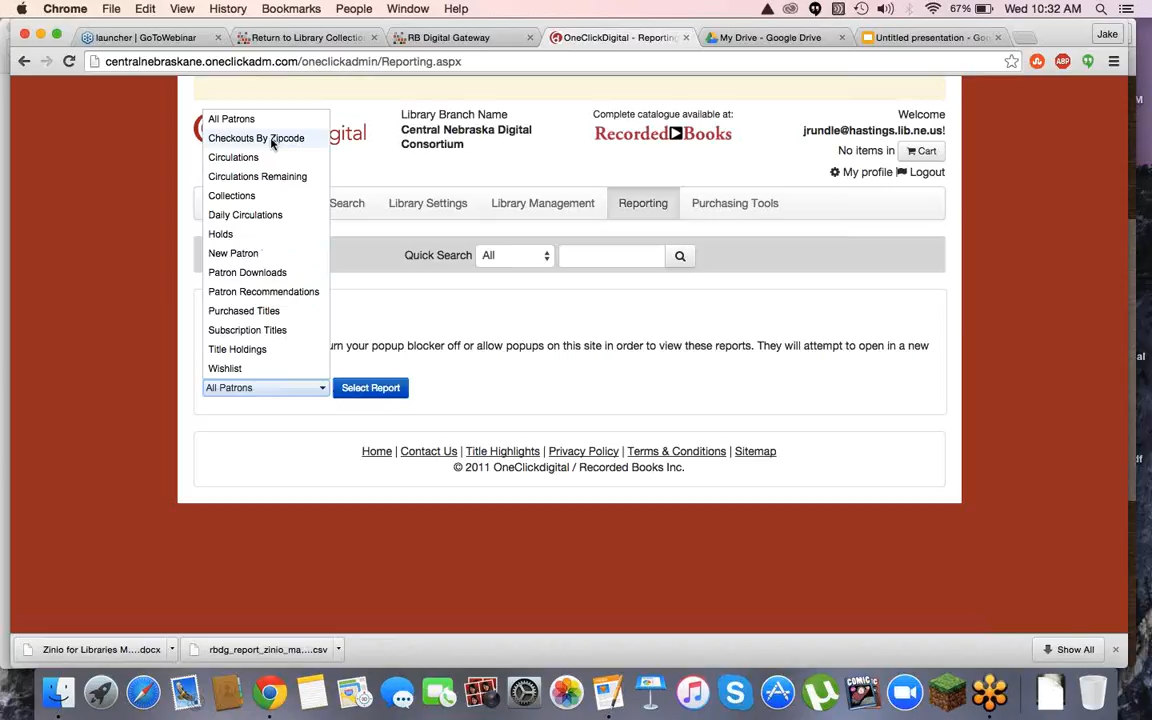 Chrome File Edit View History Bookmarks People Window Help 67% Wed 10:32 AM
launcher | GoToWebinar Return to Library Collectic RB Digital Gateway OneClickDigital - Reporting My Drive - Google Drive Untitled presentation - Go Jake
centralnebraskane.oneclickadm.com/oneclickadmin/Reporting.aspx ABP
Library Branch Name
Central Nebraska Digital
Consortium
gital
Complete catalogue available at:
Recorded Books
Welcome
jrundle@hastings.lib.ne.us!
No items in Cart
My profile Logout
Search Library Settings Library Management Reporting Purchasing Tools
Quick Search All
All Patrons
Checkouts By Zipcode
Circulations
Circulations Remaining
Collections
Daily Circulations
Holds
New Patron
Patron Downloads
Patron Recommendations
Purchased Titles
Subscription Titles
Title Holdings
Wishlist
urn your popup blocker off or allow popups on this site in order to view these reports. They will attempt to open in a new
All Patrons Select Report
Home | Contact Us | Title Highlights | Privacy Policy | Terms & Conditions | Sitemap
© 2011 OneClickdigital / Recorded Books Inc.
Zinio for Libraries M....docx rbdg_report_zinio_ma....csv Show All